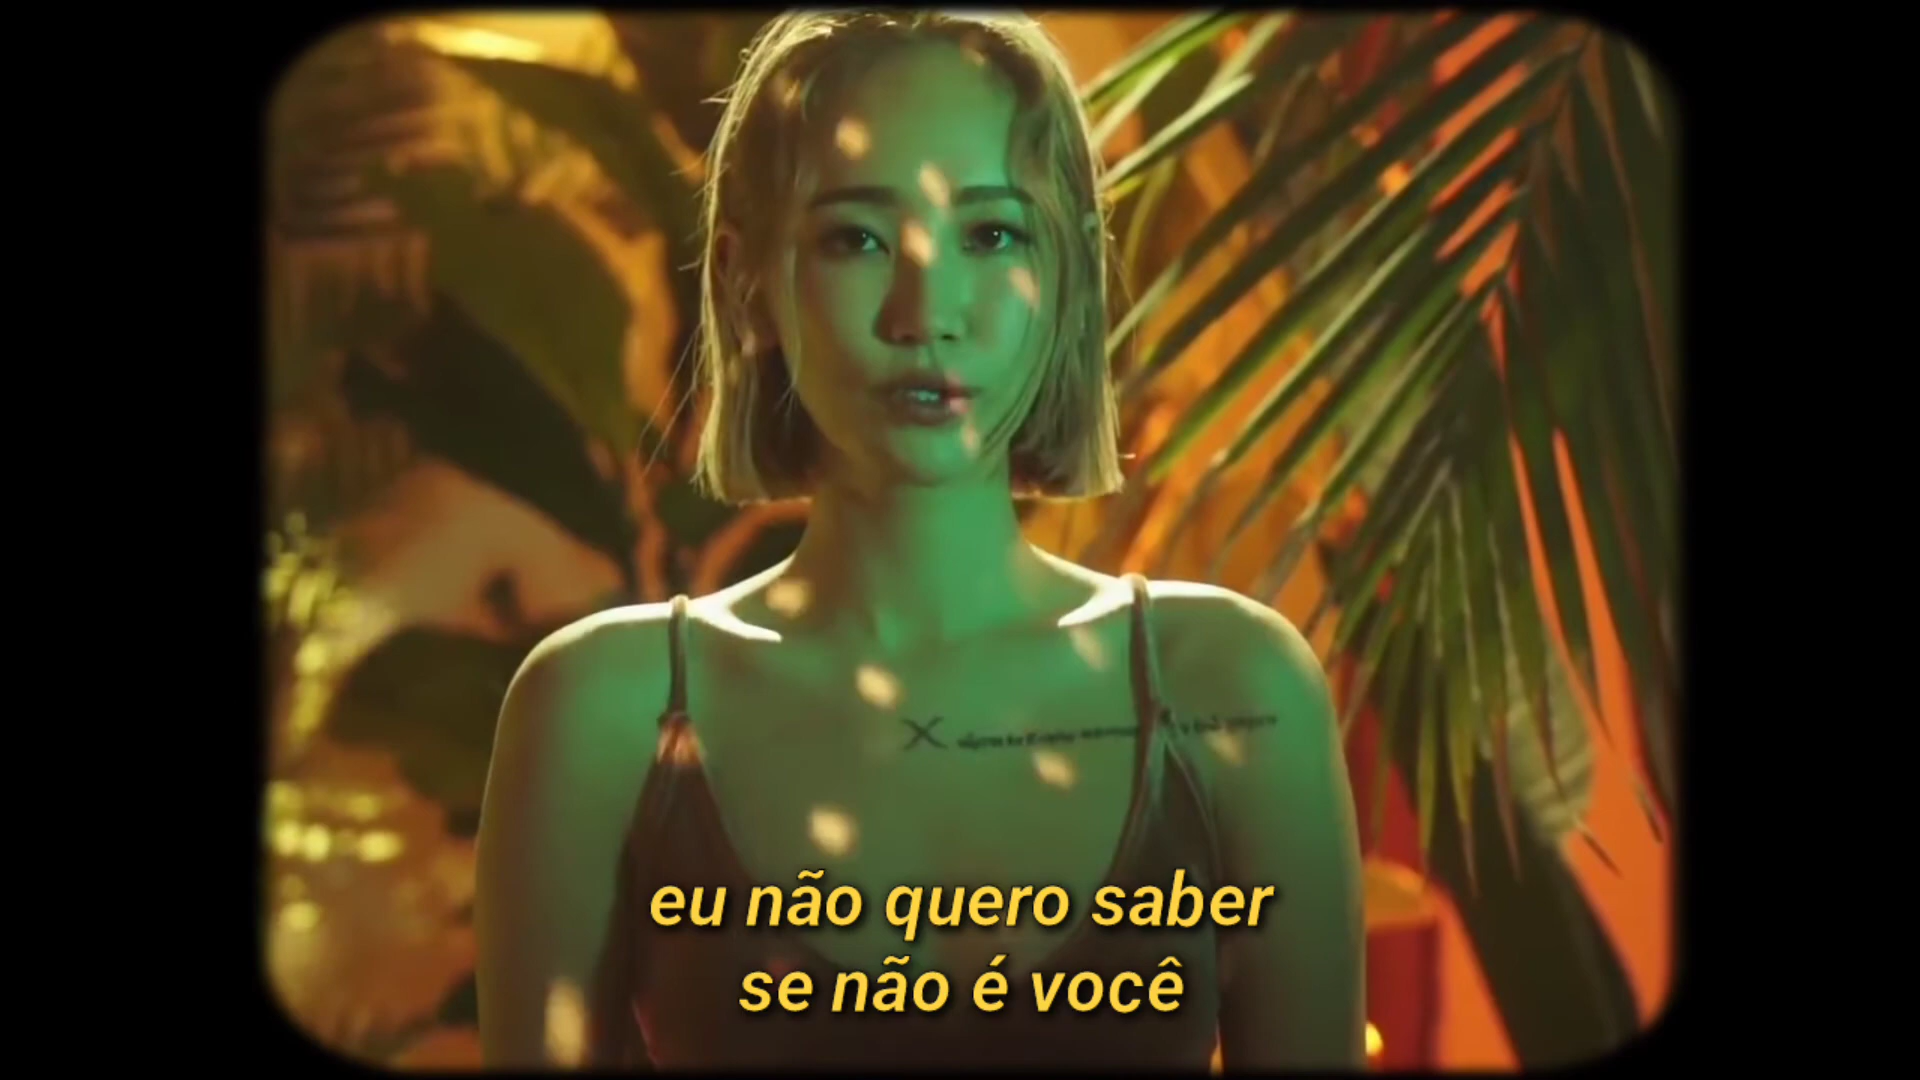 eu não quero saber
se não é você